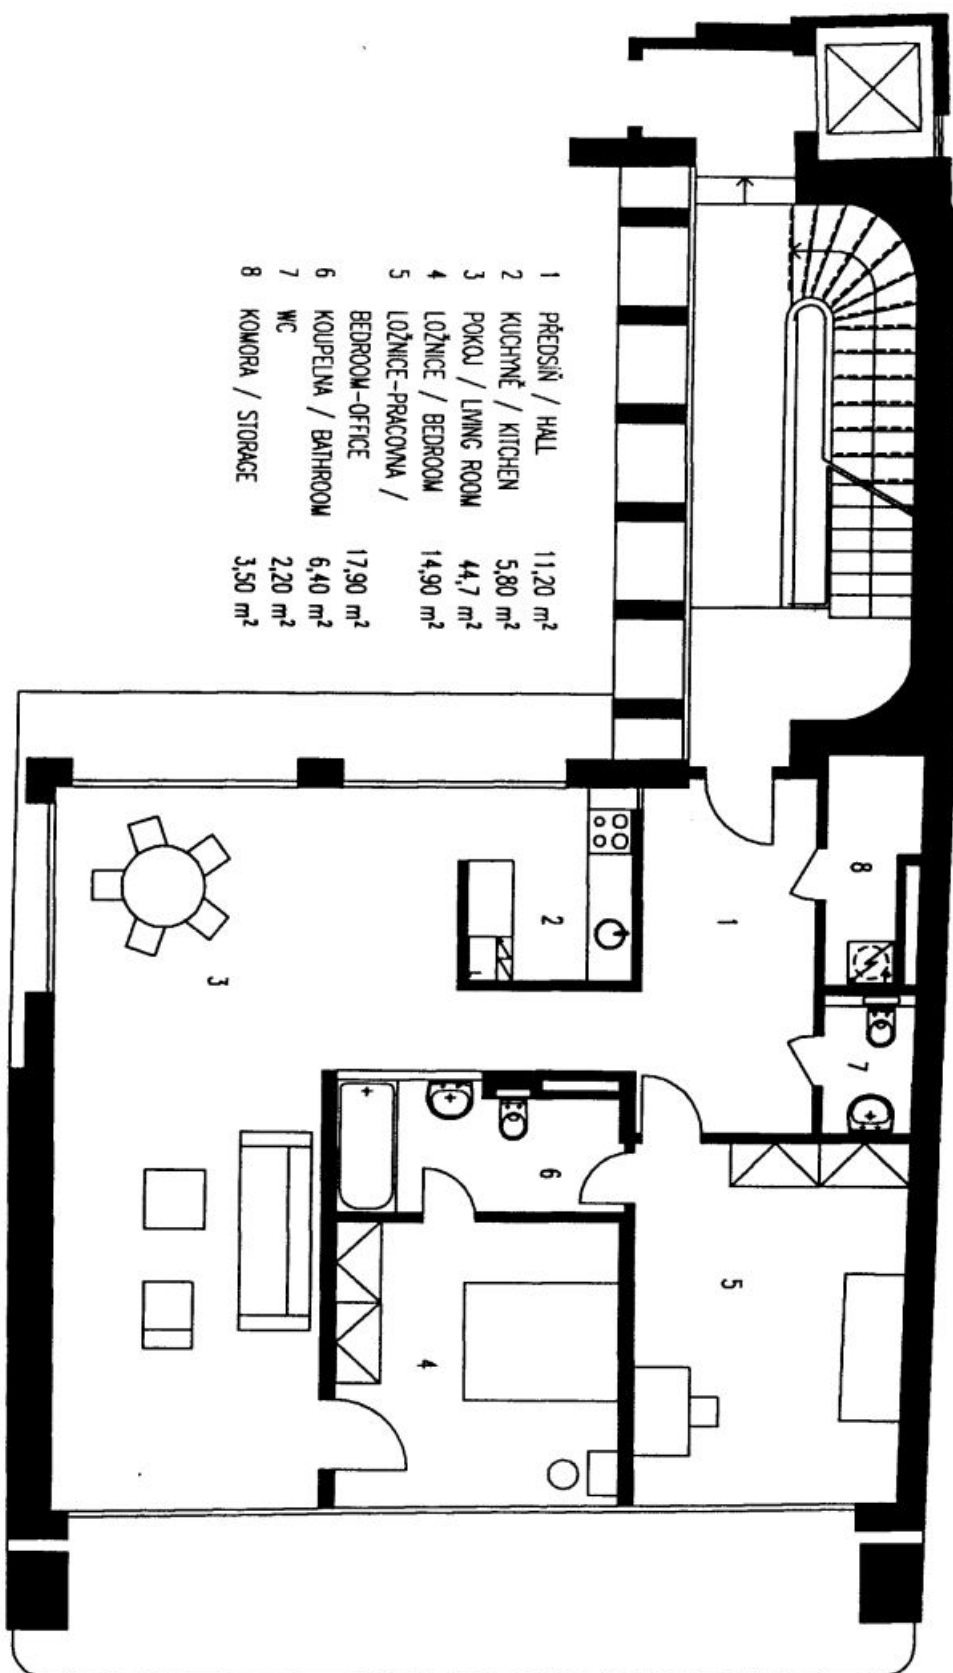 1 PŘEDSÍŇ / HALL 11,20 m²
2 KUCHYNĚ / KITCHEN 5,80 m²
3 POKOJ / LIVING ROOM 44,7 m²
4 LOŽNICE / BEDROOM 14,90 m²
5 LOŽNICE-PRACOVNA /
BEDROOM-OFFICE 17,90 m²
6 KOUPELNA / BATHROOM 6,40 m²
7 WC 2,20 m²
8 KOMORA / STORAGE 3,50 m²
8
1
2
7
3
6
5
4